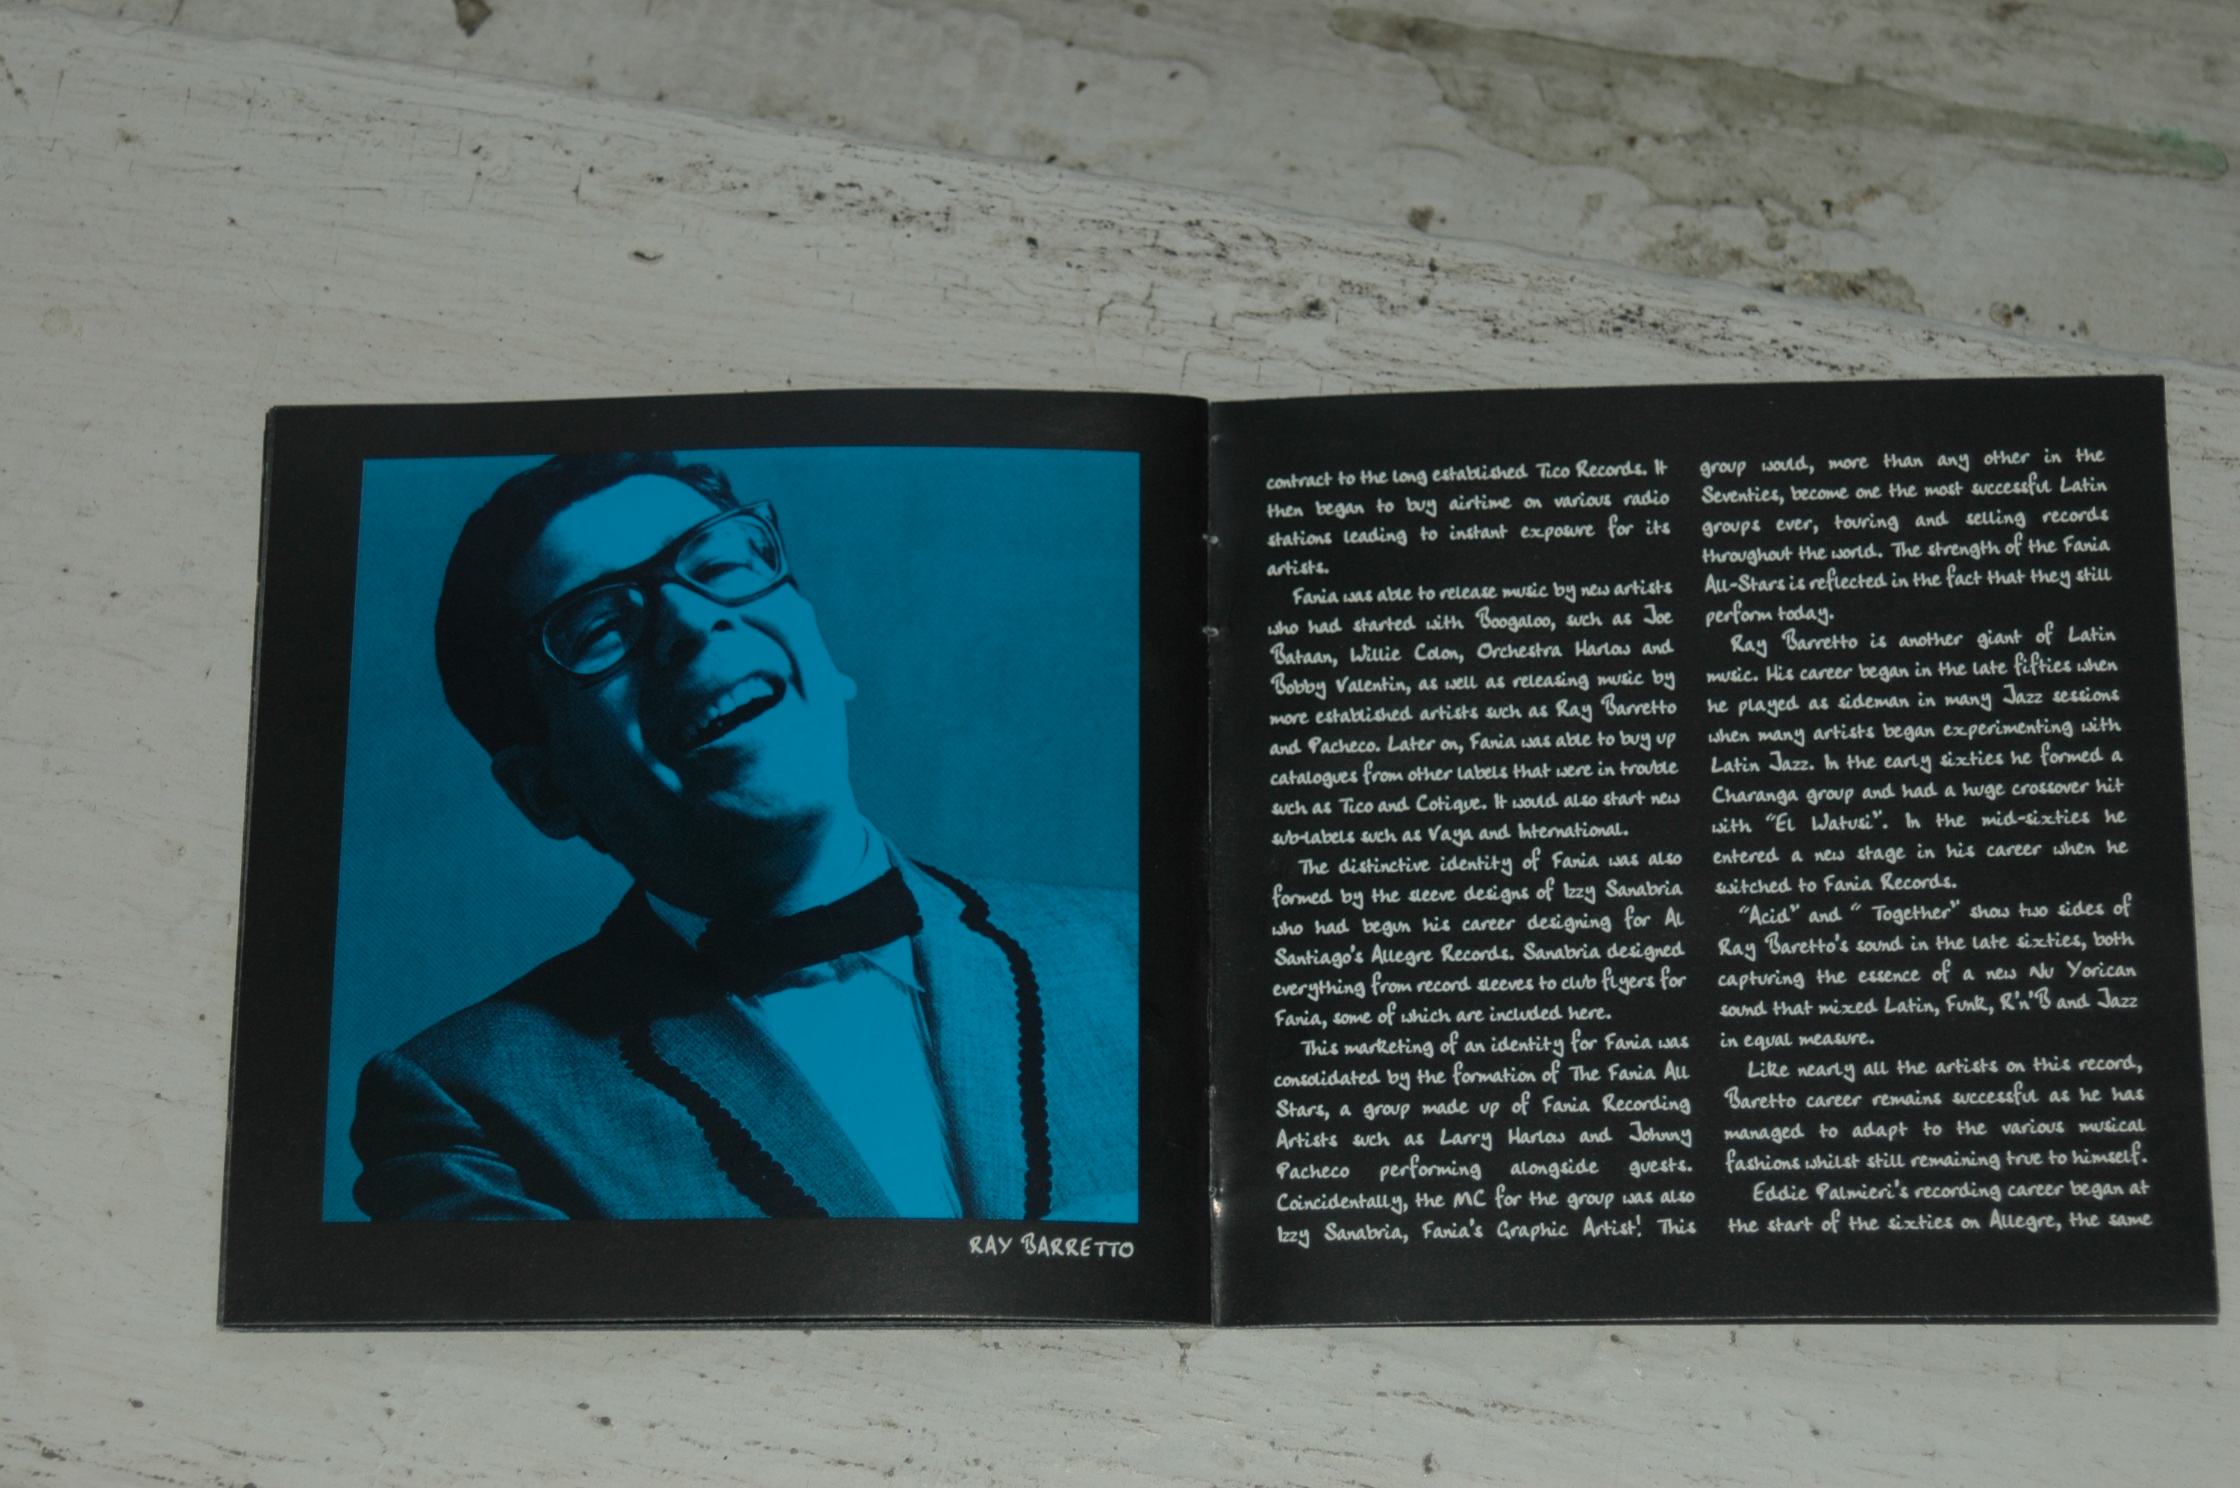 RAY BARRETTO
contract to the long established Tico Records. It
then began to buy airtime on various radio
stations leading to instant exposure for its
artists.
Fania was able to release music by new artists
who had started with Boogaloo, such as Joe
Bataan, Willie Colon, Orchestra Harlow and
Bobby Valentin, as well as releasing music by
more established artists such as Ray Barretto
and Pacheco. Later on, Fania was able to buy up
catalogues from other labels that were in trouble
such as Tico and Cotique. It would also start new
sub-labels such as Vaya and International.
The distinctive identity of Fania was also
formed by the sleeve designs of Izzy Sanabria
who had begun his career designing for Al
Santiago's Allegre Records. Sanabria designed
everything from record sleeves to club flyers for
Fania, some of which are included here.
This marketing of an identity for Fania was
consolidated by the formation of The Fania All
Stars, a group made up of Fania Recording
Artists such as Larry Harlow and Johnny
Pacheco performing alongside guests.
Coincidentally, the MC for the group was also
Izzy Sanabria, Fania's Graphic Artist! This
group would, more than any other in the
Seventies, become one the most successful Latin
groups ever, touring and selling records
throughout the world. The strength of the Fania
All-Stars is reflected in the fact that they still
perform today.
Ray Barretto is another giant of Latin
music. His career began in the late fifties when
he played as sideman in many Jazz sessions
when many artists began experimenting with
Latin Jazz. In the early sixties he formed a
Charanga group and had a huge crossover hit
with "El Watusi". In the mid-sixties he
entered a new stage in his career when he
switched to Fania Records.
"Acid" and " Together" show two sides of
Ray Baretto's sound in the late sixties, both
capturing the essence of a new Nu Yorican
sound that mixed Latin, Funk, R'n'B and Jazz
in equal measure.
Like nearly all the artists on this record,
Baretto career remains successful as he has
managed to adapt to the various musical
fashions whilst still remaining true to himself.
Eddie Palmieri's recording career began at
the start of the sixties on Allegre, the same